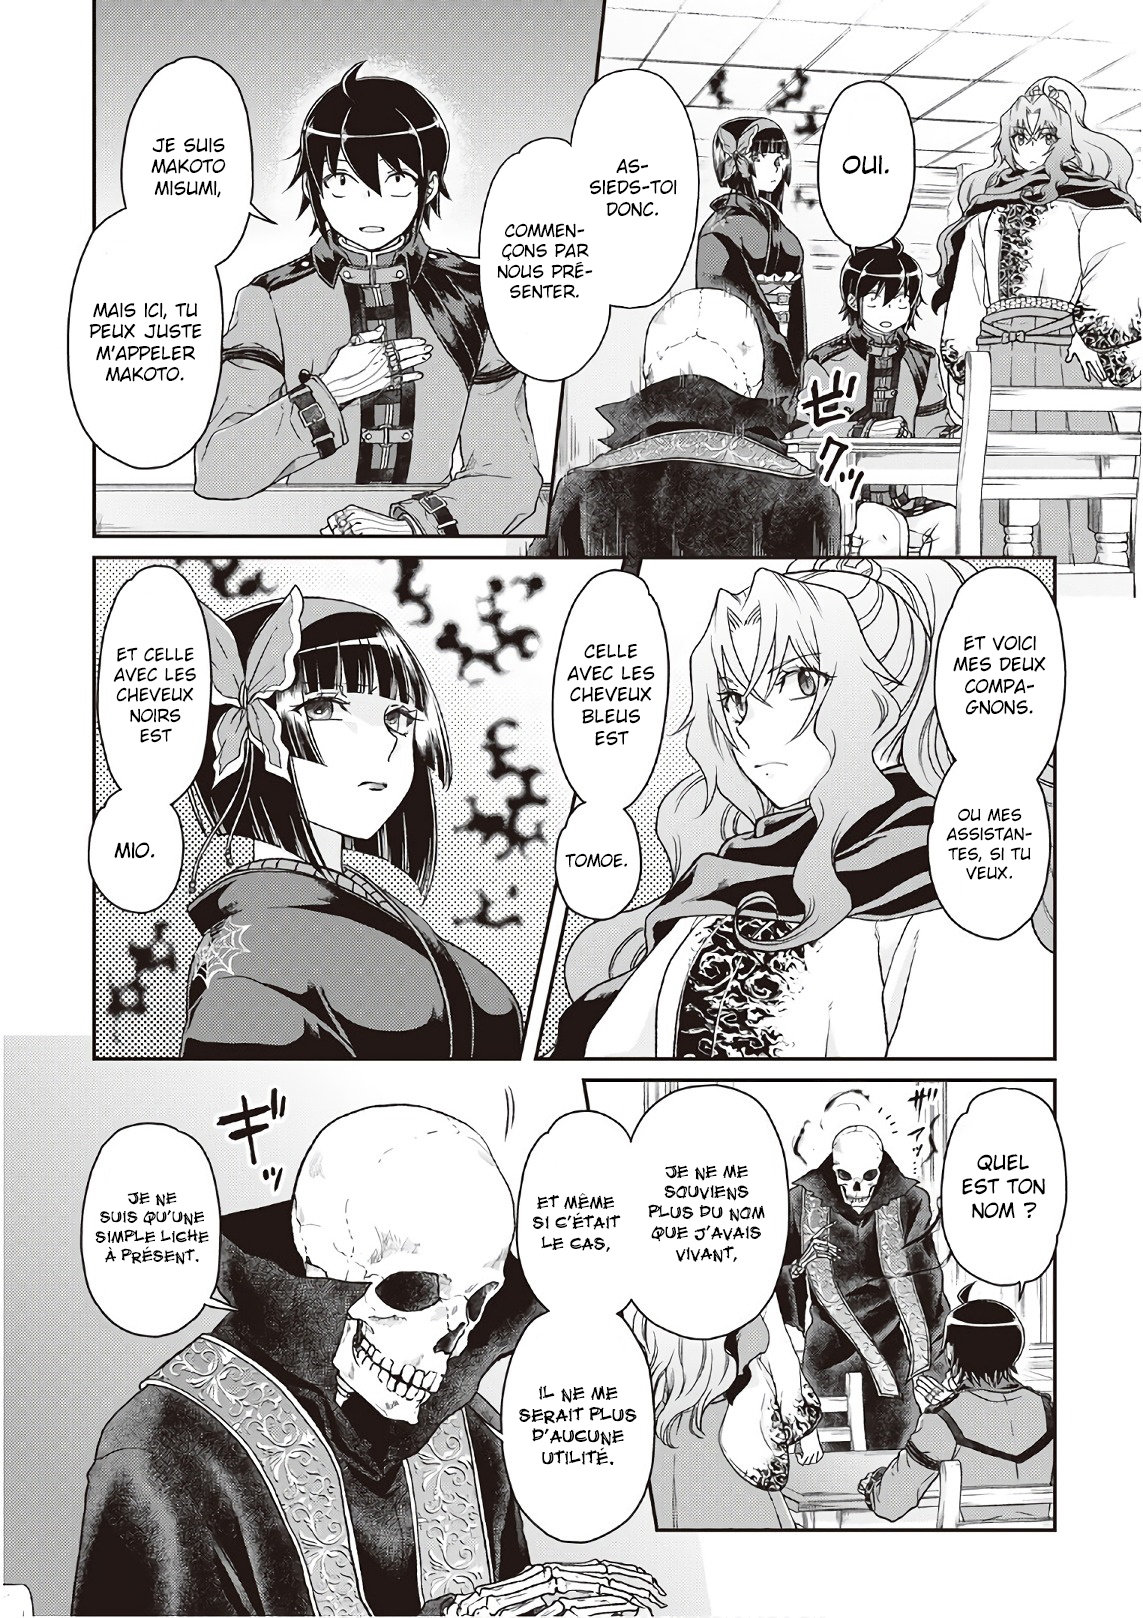 OUI.
AS-
SIEDS-TOI
DONC.
COMMEN-
ÇONS PAR
NOUS PRÉ-
SENTER.
ゼ
クッ
JE SUIS
MAKOTO
MISUMI,
MAIS ICI, TU
PEUX JUSTE
M'APPELER
MAKOTO.
ET VOICI
MES DEUX
COMPA-
GNONS.
OU MES
ASSISTAN-
TES, SI TU
VEUX.
CELLE
AVEC LES
CHEVEUX
BLEUS EST
TOMOE.
ET CELLE
AVEC LES
CHEVEUX
NOIRS EST
MIO.
QUEL
EST TON
NOM ?
JE NE ME
SOUVIENS
PLUS DU NOM
QUE J'AVAIS
VIVANT,
ET MÊME
SI C'ÉTAIT
LE CAS,
IL NE ME
SERAIT PLUS
D'AUCUNE
UTILITÉ.
ギッ
JE NE
SUIS QU'UNE
SIMPLE LICHE
À PRÉSENT.